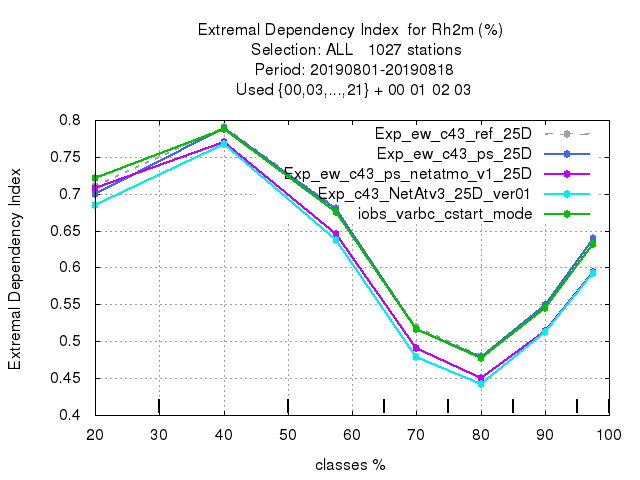 Extremal Dependency Index  for Rh2m (%)
Selection: ALL   1027 stations
Period: 20190801-20190818
Used {00,03,...,21} + 00 01 02 03
Extremal Dependency Index
0.8
0.75
0.7
0.65
0.6
0.55
0.5
0.45
0.4
Exp_ew_c43_ref_25D
Exp_ew_c43_ps_25D
Exp_ew_c43_ps_netatmo_v1_25D
Exp_c43_NetAtv3_25D_ver01
iobs_varbc_cstart_mode
20 30 40 50 60 70 80 90 100
classes %